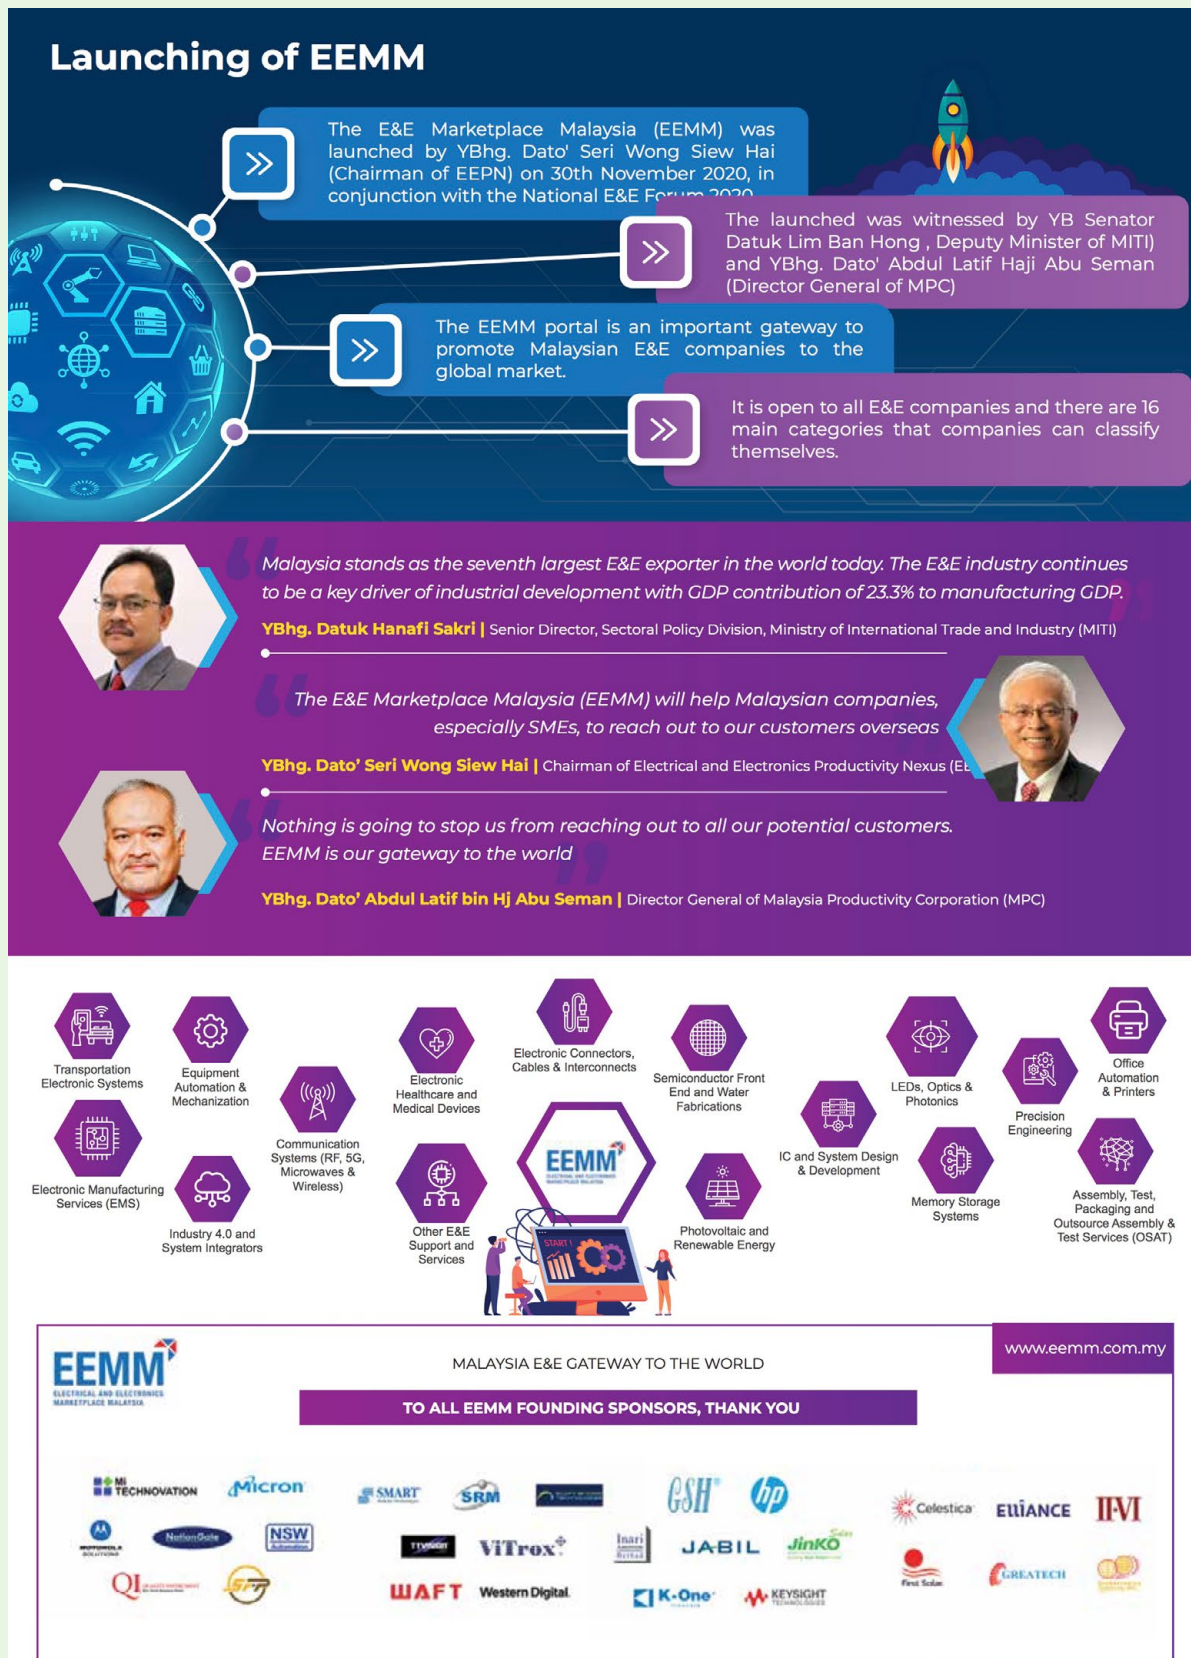 Launching of EEMM
The E&E Marketplace Malaysia (EEMM) was
launched by YBhg. Dato' Seri Wong Siew Hai
(Chairman of EEPN) on 30th November 2020, in
conjunction with the National E&E Forum 2020
The launched was witnessed by YB Senator
Datuk Lim Ban Hong , Deputy Minister of MITI)
and YBhg. Dato' Abdul Latif Haji Abu Seman
(Director General of MPC)
The EEMM portal is an important gateway to
promote Malaysian E&E companies to the
global market.
It is open to all E&E companies and there are 16
main categories that companies can classify
themselves.
Malaysia stands as the seventh largest E&E exporter in the world today. The E&E industry continues
to be a key driver of industrial development with GDP contribution of 23.3% to manufacturing GDP.
YBhg. Datuk Hanafi Sakri | Senior Director, Sectoral Policy Division, Ministry of International Trade and Industry (MITI)
The E&E Marketplace Malaysia (EEMM) will help Malaysian companies,
especially SMEs, to reach out to our customers overseas
YBhg. Dato’ Seri Wong Siew Hai | Chairman of Electrical and Electronics Productivity Nexus (EE
Nothing is going to stop us from reaching out to all our potential customers.
EEMM is our gateway to the world
YBhg. Dato’ Abdul Latif bin Hj Abu Seman | Director General of Malaysia Productivity Corporation (MPC)
Transportation
Electronic Systems
Equipment
Automation &
Mechanization
Communication
Systems (RF, 5G,
Microwaves &
Wireless)
Electronic
Healthcare and
Medical Devices
Electronic Connectors,
Cables & Interconnects
Semiconductor Front
End and Water
Fabrications
IC and System Design
& Development
LEDs, Optics &
Photonics
Precision
Engineering
Office
Automation
& Printers
Electronic Manufacturing
Services (EMS)
Industry 4.0 and
System Integrators
Other E&E
Support and
Services
EEMM
ELECTRICAL AND ELECTRONICS
MARKETPLACE MALAYSIA
START !
Photovoltaic and
Renewable Energy
Memory Storage
Systems
Assembly, Test,
Packaging and
Outsource Assembly &
Test Services (OSAT)
EEMM
ELECTRICAL AND ELECTRONICS
MARKETPLACE MALAYSIA
MALAYSIA E&E GATEWAY TO THE WORLD
www.eemm.com.my
TO ALL EEMM FOUNDING SPONSORS, THANK YOU
Mi
TECHNOVATION
Micron
SMART
SRM
GSH
hp
Celestica
ELLIANCE
II-VI
MOTOROLA
SOLUTIONS
NationGate
NSW
Automation
TTVISION
ViTrox
Inari
Berhad
JABIL
Jinko
Solar
First Solar
GREATECH
QI
SFP
WAFT
Western Digital.
K-One
KEYSIGHT
TECHNOLOGIES